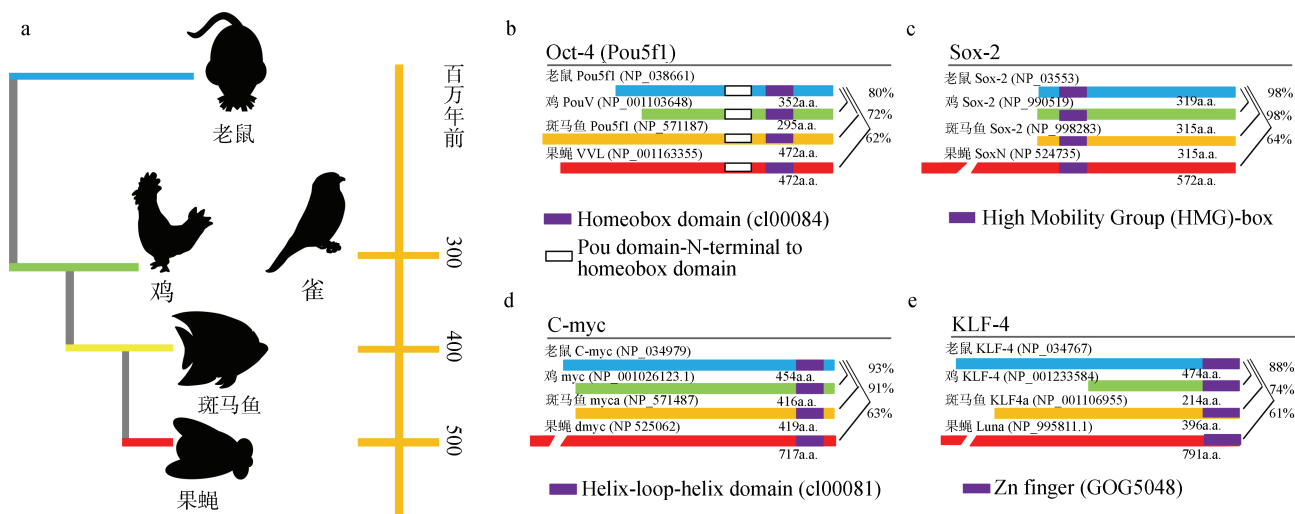 a
老鼠
鸡
雀
斑马鱼
果蝇
百万年前
300
400
500
b
Oct-4 (Pou5f1)
老鼠 Pou5f1 (NP_038661)
352a.a.
鸡 PouV (NP_001103648)
295a.a.
斑马鱼 Pou5f1 (NP_571187)
472a.a.
果蝇 VVL (NP_001163355)
472a.a.
80%
72%
62%
Homeobox domain (cl00084)
Pou domain-N-terminal to
homeobox domain
c
Sox-2
老鼠 Sox-2 (NP_03553)
319a.a.
鸡 Sox-2 (NP_990519)
315a.a.
斑马鱼 Sox-2 (NP_998283)
315a.a.
果蝇 SoxN (NP 524735)
572a.a.
98%
98%
64%
High Mobility Group (HMG)-box
d
C-myc
老鼠 C-myc (NP_034979)
454a.a.
鸡 myc (NP_001026123.1)
416a.a.
斑马鱼 myca (NP_571487)
419a.a.
果蝇 dmyc (NP 525062)
717a.a.
93%
91%
63%
Helix-loop-helix domain (cl00081)
e
KLF-4
老鼠 KLF-4 (NP_034767)
474a.a.
鸡 KLF-4 (NP_001233584)
214a.a.
斑马鱼 KLF4a (NP_001106955)
396a.a.
果蝇 Luna (NP_995811.1)
791a.a.
88%
74%
61%
Zn finger (GOG5048)